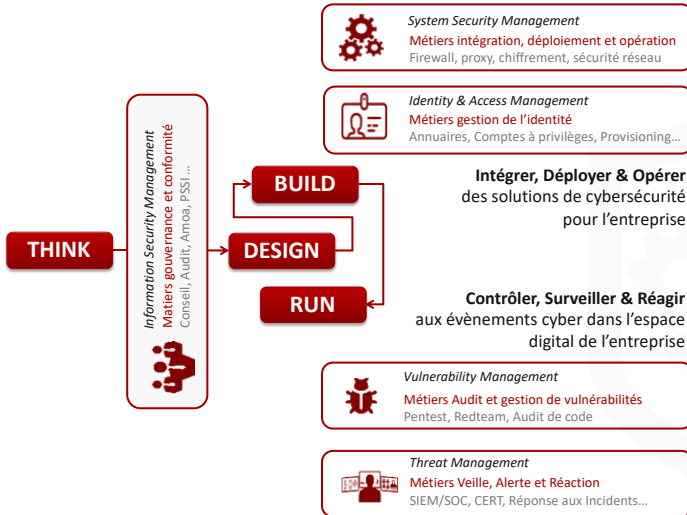 System Security Management
Métiers intégration, déploiement et opération
Firewall, proxy, chiffrement, sécurité réseau
Identity & Access Management
Métiers gestion de l'identité
Annuaires, Comptes à privilèges, Provisioning...
THINK
Information Security Management
Matiers gouvernance et conformité
Conseil, Audit, Amoa, PSSI ...
BUILD
DESIGN
RUN
Intégrer, Déployer & Opérer
des solutions de cybersécurité
pour l'entreprise
Contrôler, Surveiller & Réagir
aux évènements cyber dans l'espace
digital de l'entreprise
Vulnerability Management
Métiers Audit et gestion de vulnérabilités
Pentest, Redteam, Audit de code
Threat Management
Métiers Veille, Alerte et Réaction
SIEM/SOC, CERT, Réponse aux Incidents...